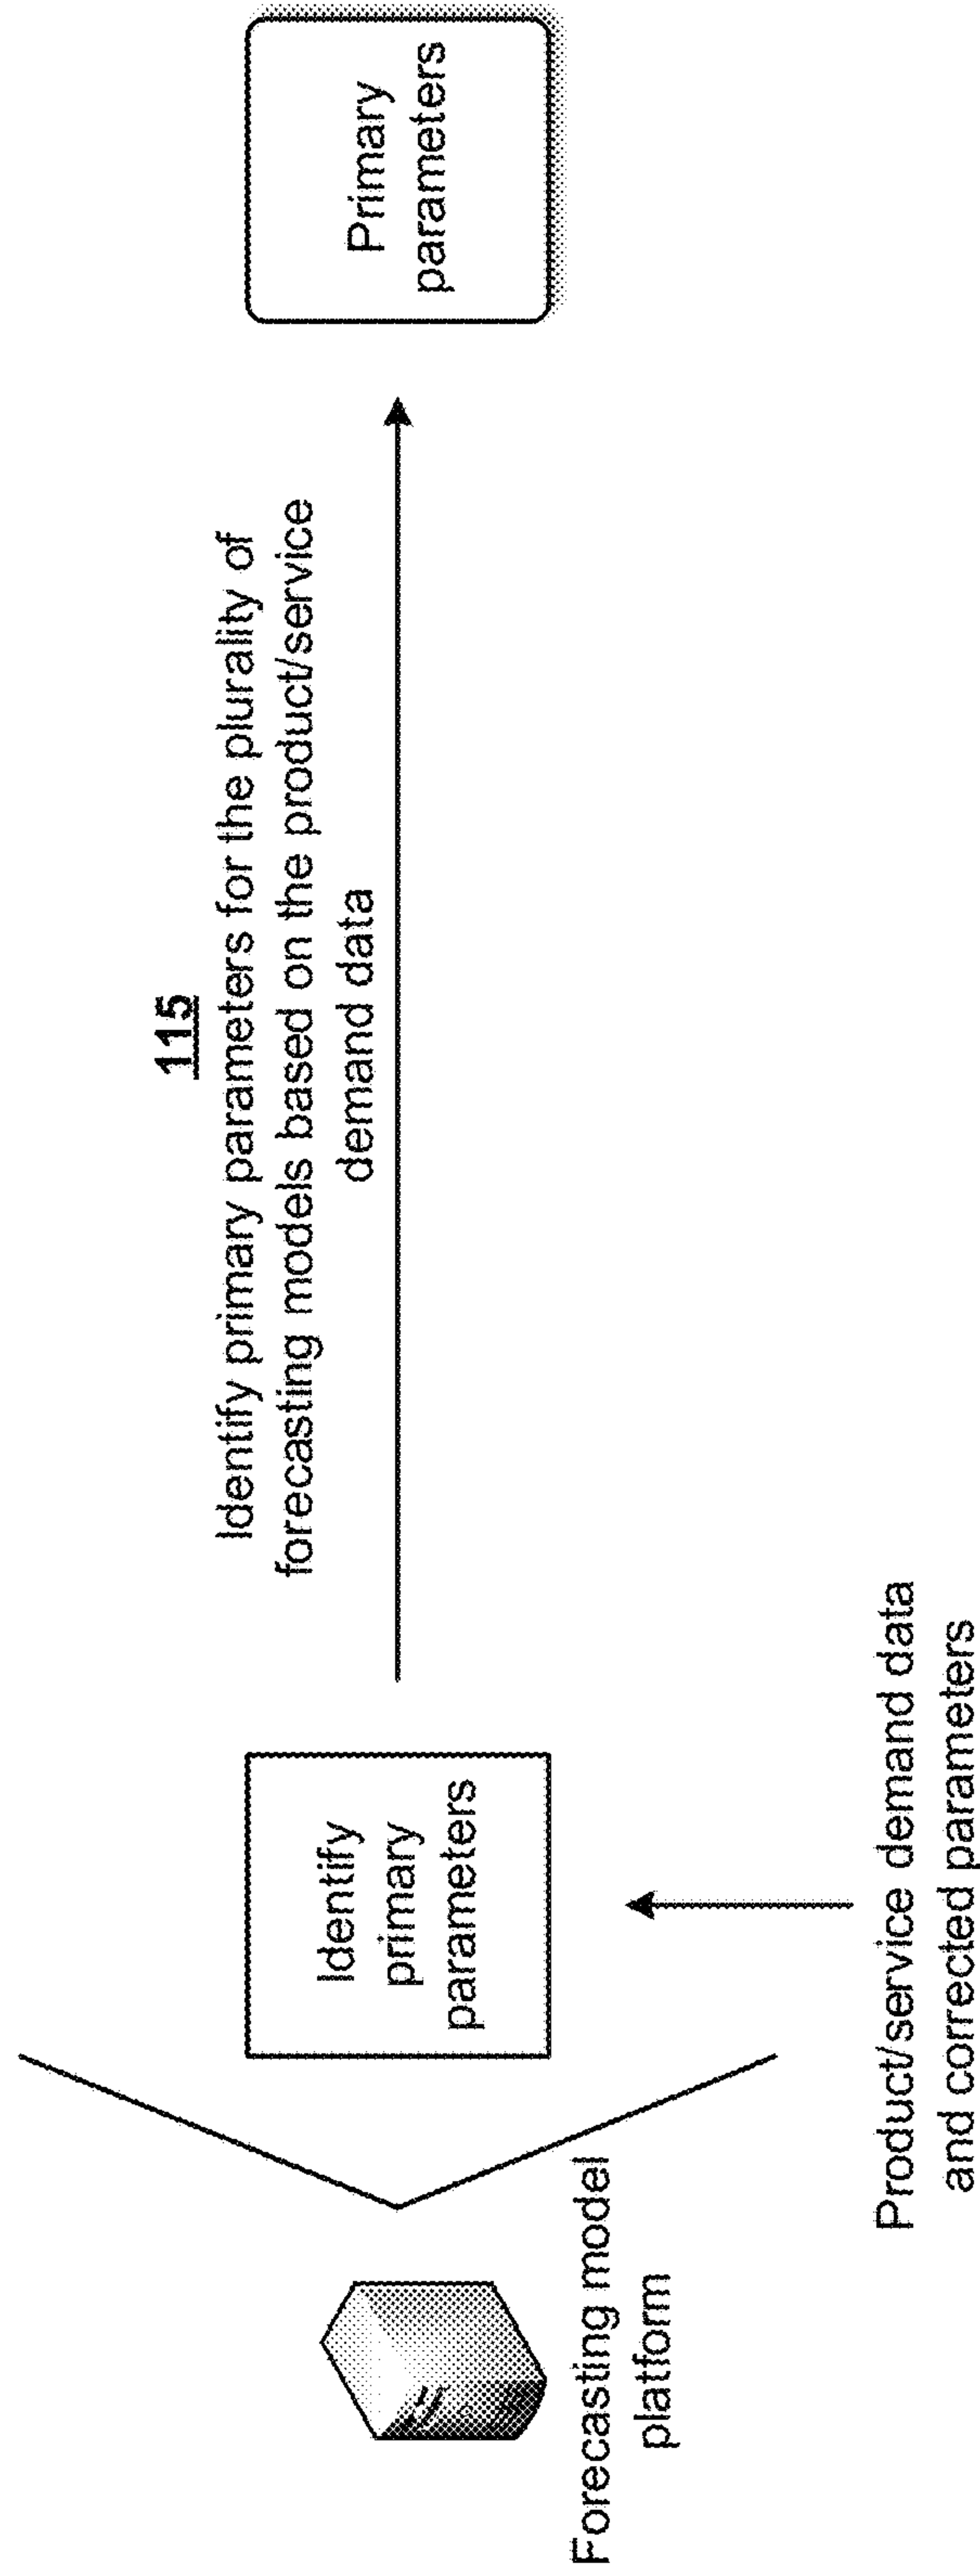 Forecasting model
platform
Identify
primary
parameters
Product/service demand data
and corrected parameters
115
Identify primary parameters for the plurality of
forecasting models based on the product/service
demand data
Primary
parameters